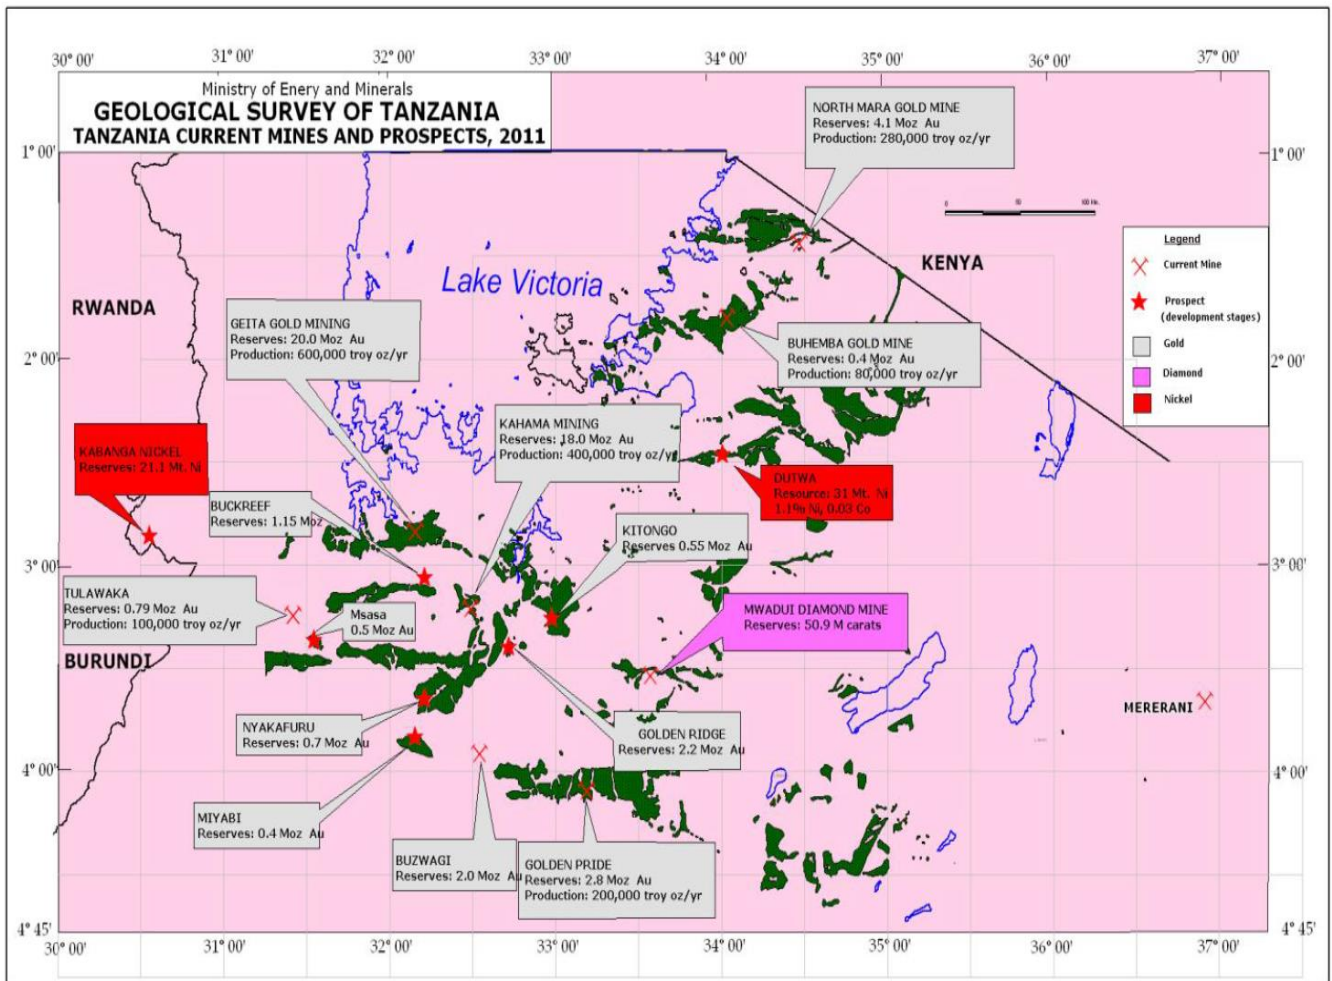 30° 00' 31° 00' 32° 00' 33° 00' 34° 00' 35° 00' 36° 00' 37° 00'
Ministry of Enery and Minerals
GEOLOGICAL SURVEY OF TANZANIA
TANZANIA CURRENT MINES AND PROSPECTS, 2011
NORTH MARA GOLD MINE
Reserves: 4.1 Moz Au
Production: 280,000 troy oz/yr
1° 00'
1° 00'
KENYA
Legend
Current Mine
Prospect
(development stages)
Gold
Diamond
Nickel
Lake Victoria
RWANDA
GEITA GOLD MINING
Reserves: 20.0 Moz Au
Production: 600,000 troy oz/yr
BUHEMBA GOLD MINE
Reserves: 0.4 Moz Au
Production: 80,000 troy oz/yr
2° 00'
2° 00'
KAHAMA MINING
Reserves: 18.0 Moz Au
Production: 400,000 troy oz/yr
KABANGA NICKEL
Reserves: 21.1 Mt. Ni
DUTWA
Resource: 31 Mt. Ni
1.1% Ni, 0.03 Co
BUCKREEF
Reserves: 1.15 Moz
KITONGO
Reserves 0.55 Moz Au
3° 00'
3° 00'
TULAWAKA
Reserves: 0.79 Moz Au
Production: 100,000 troy oz/yr
Msasa
0.5 Moz Au
MWADUI DIAMOND MINE
Reserves: 50.9 M carats
BURUNDI
MERERANI
NYAKAFURU
Reserves: 0.7 Moz Au
GOLDEN RIDGE
Reserves: 2.2 Moz Au
4° 00'
4° 00'
MIYABI
Reserves: 0.4 Moz Au
BUZWAGI
Reserves: 2.0 Moz Au
GOLDEN PRIDE
Reserves: 2.8 Moz Au
Production: 200,000 troy oz/yr
4° 45'
4° 45'
30° 00' 31° 00' 32° 00' 33° 00' 34° 00' 35° 00' 36° 00' 37° 00'